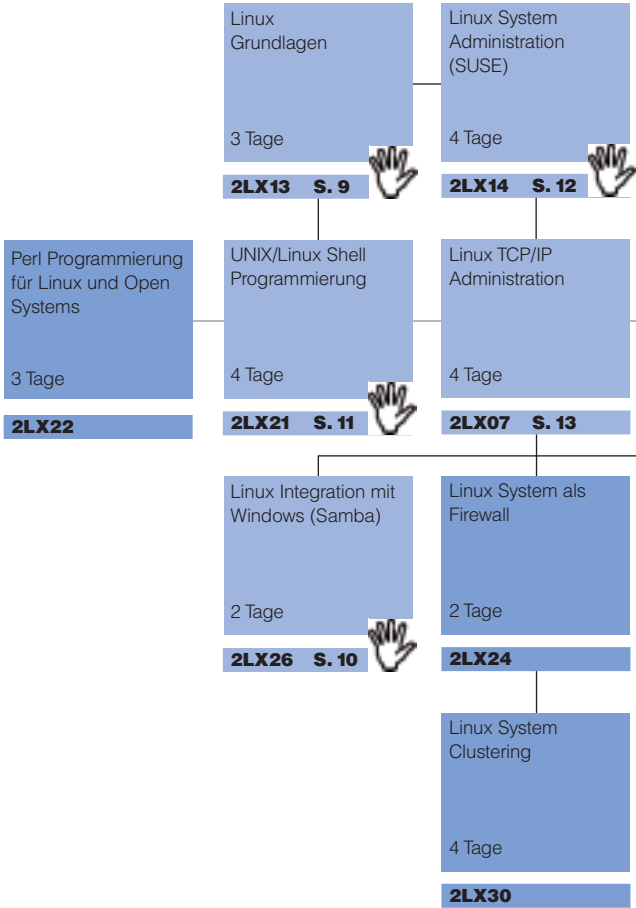 Linux
Grundlagen
3 Tage
2LX13 S. 9
Linux System
Administration
(SUSE)
4 Tage
2LX14 S. 12
Perl Programmierung
für Linux und Open
Systems
3 Tage
2LX22
UNIX/Linux Shell
Programmierung
4 Tage
2LX21 S. 11
Linux TCP/IP
Administration
4 Tage
2LX07 S. 13
Linux Integration mit
Windows (Samba)
2 Tage
2LX26 S. 10
Linux System als
Firewall
2 Tage
2LX24
Linux System
Clustering
4 Tage
2LX30